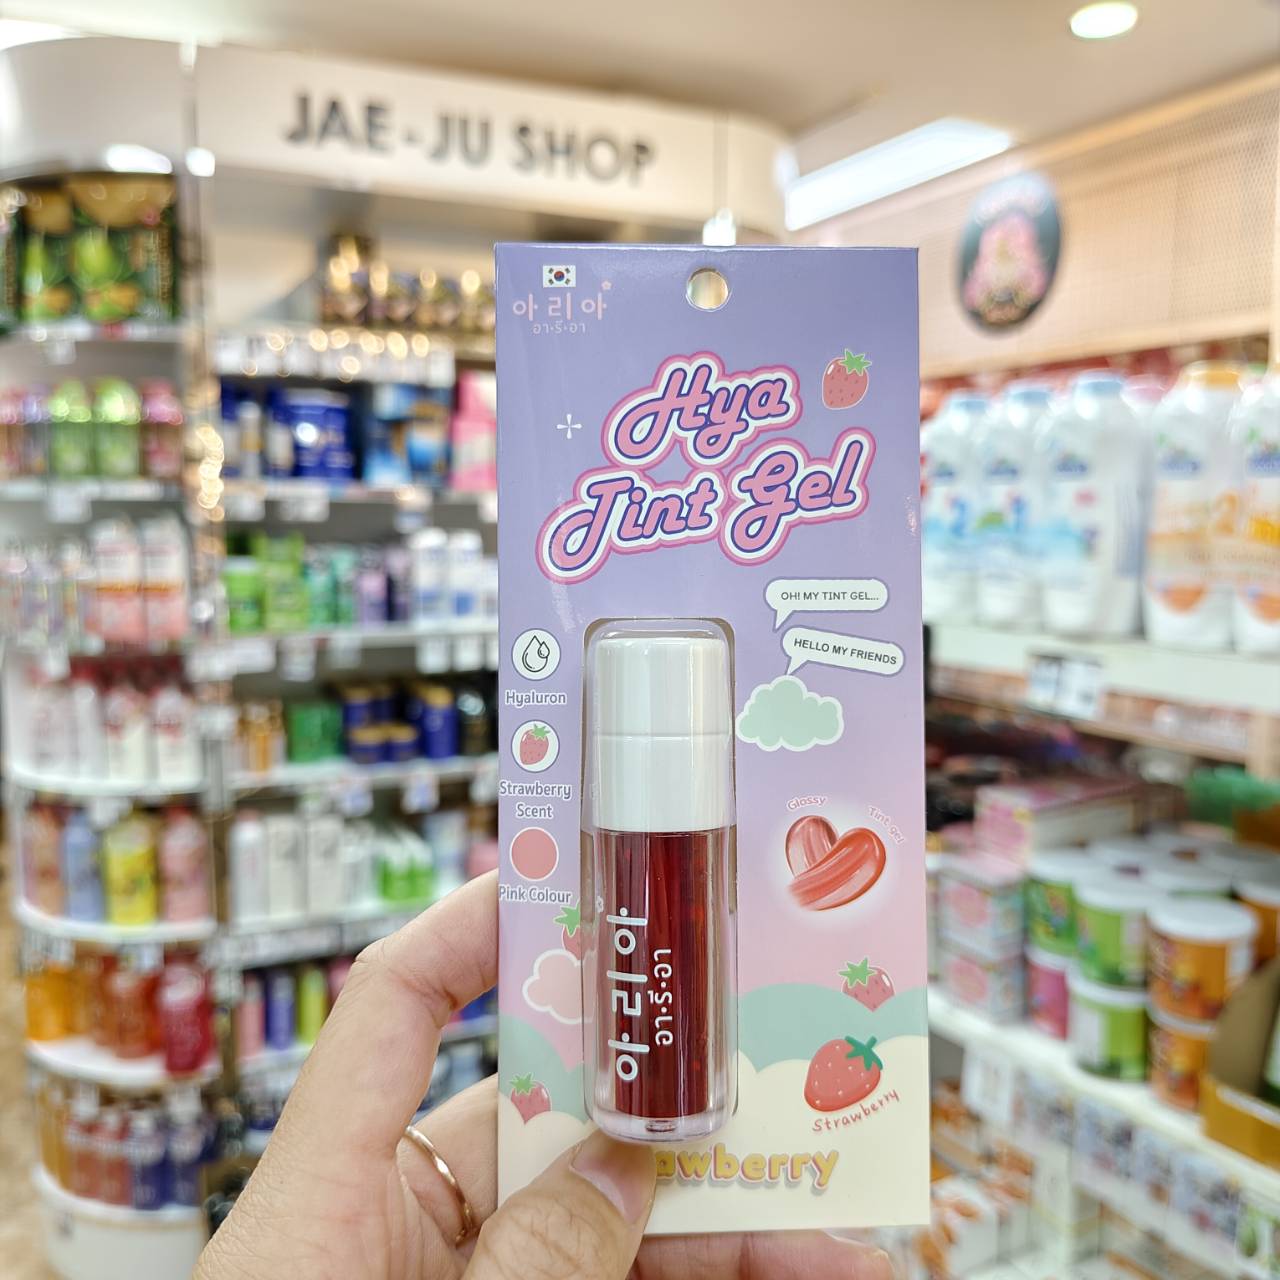 JAE-JU SHOP
아리아
อา·รี·อา
Hya
Tint Gel
OH! MY TINT GEL...
HELLO MY FRIENDS
Hyaluron
Strawberry
Scent
Pink Colour
Glossy
Tint gel
아리아
อา·รี·อา
Strawberry
awberry